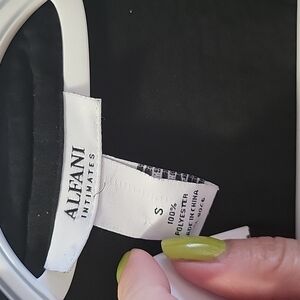 ALFANI
INTIMATES
S
100%
POLYESTER
MADE IN CHINA